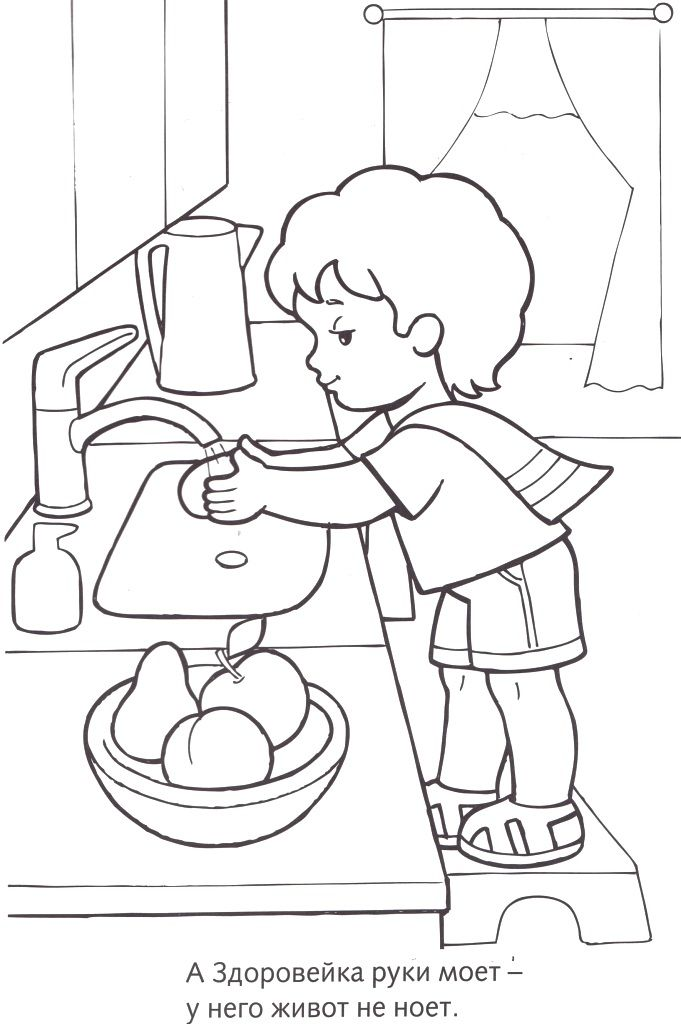 А Здоровейка руки моет –
у него живот не ноет.